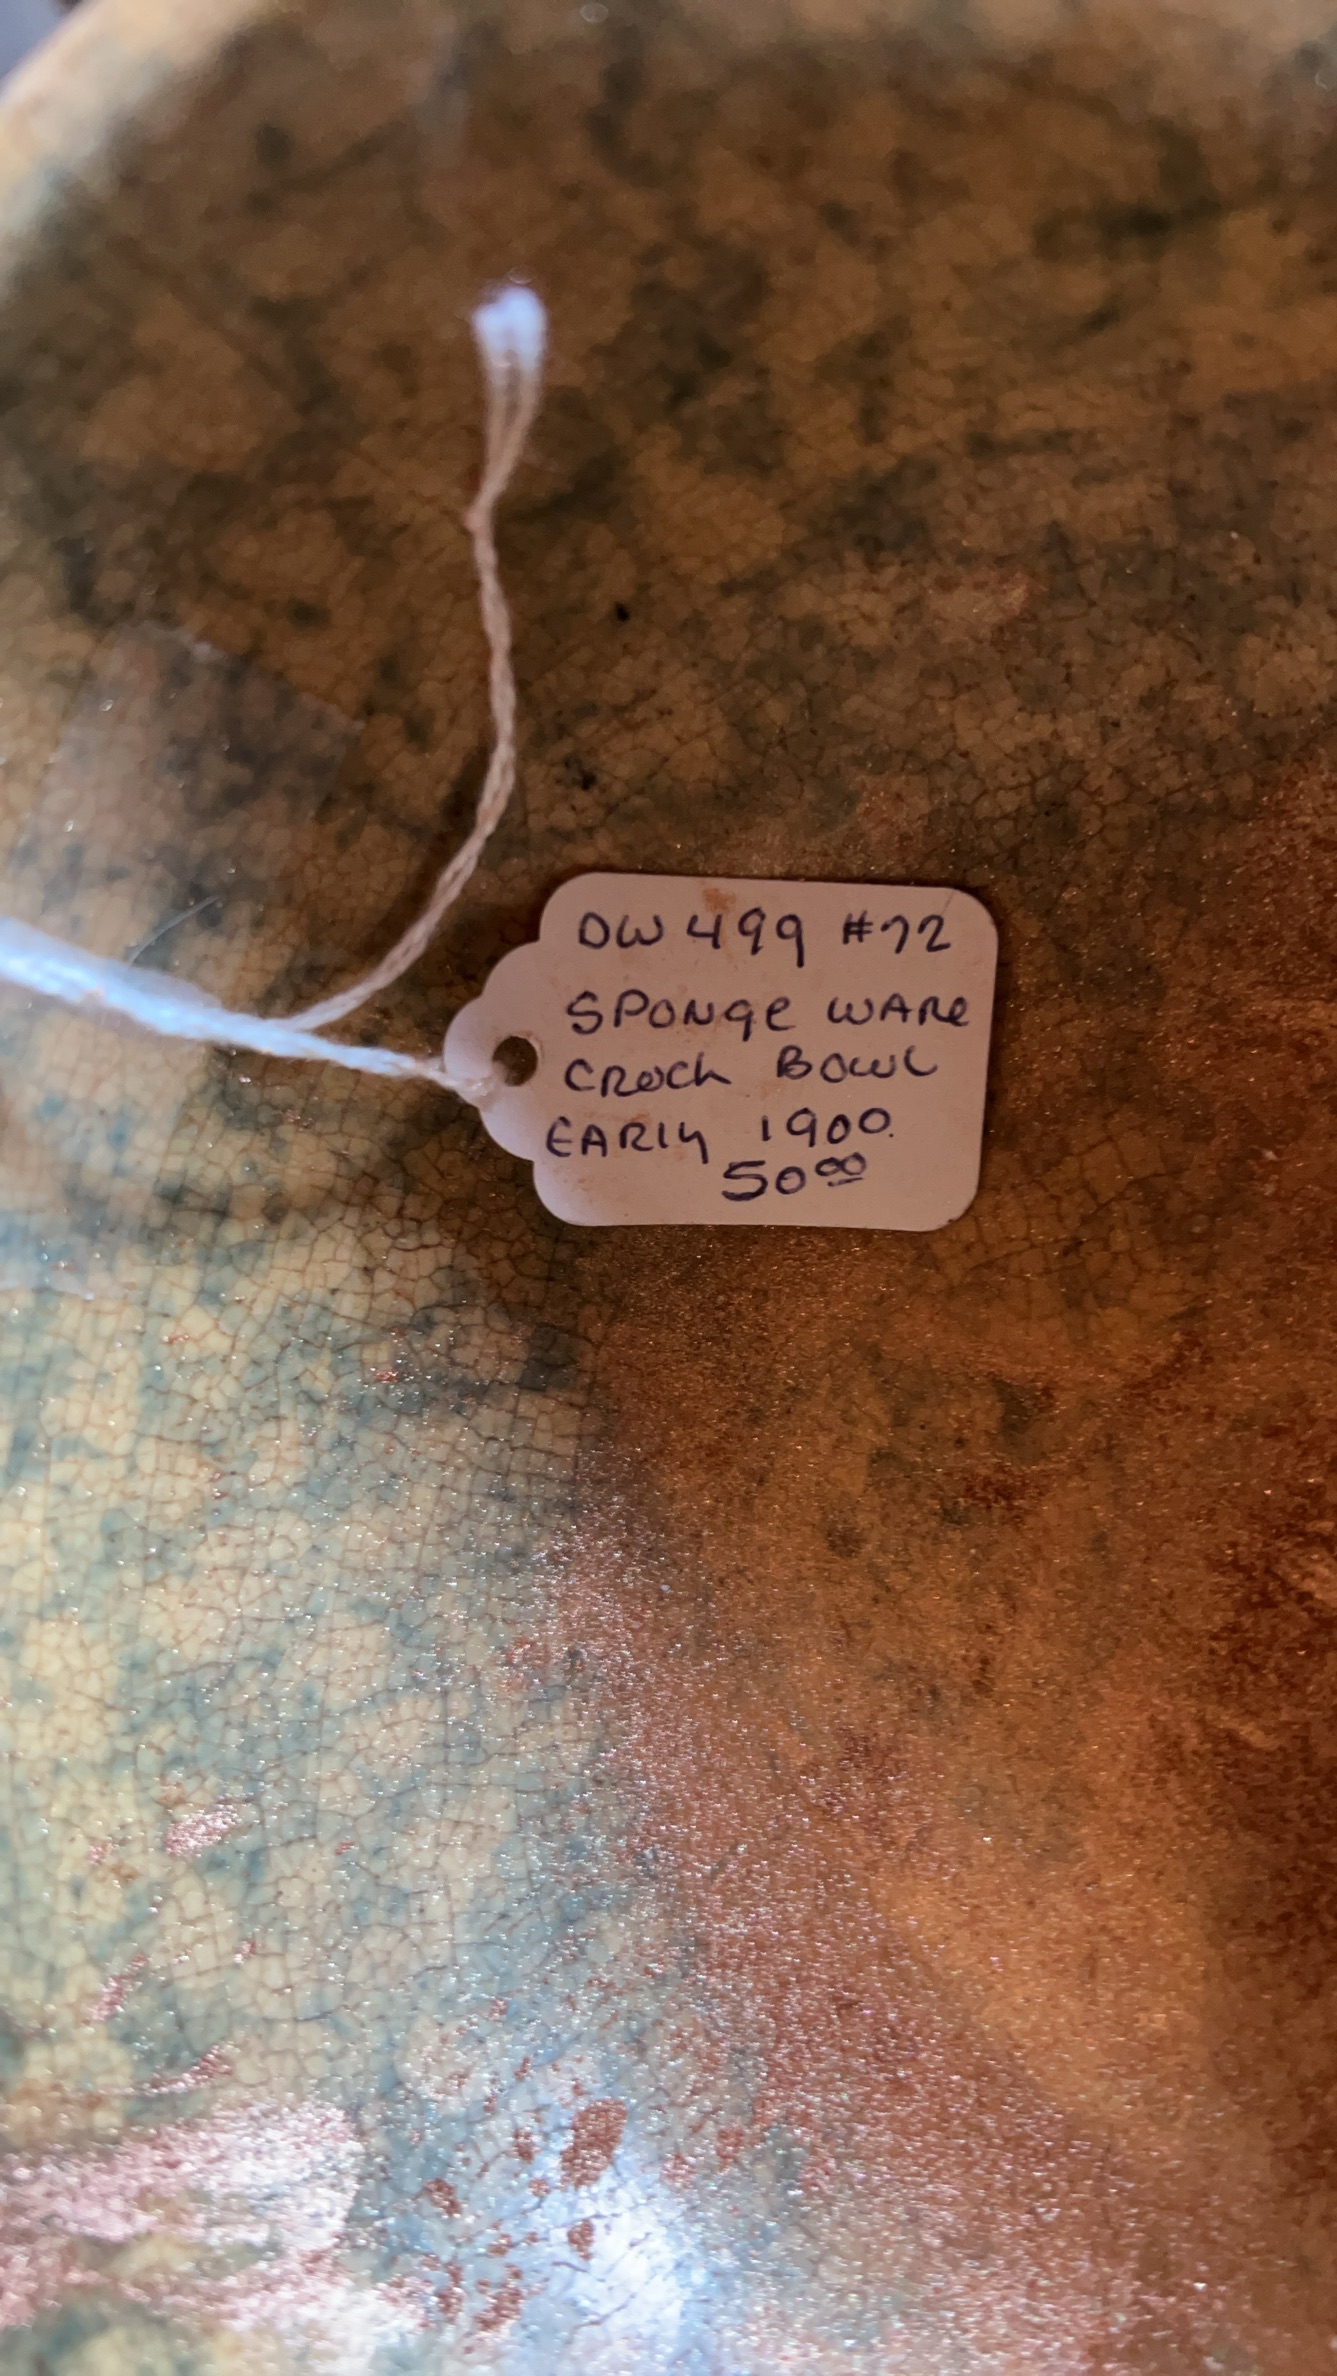 DW 499 #72
SPONge WARe
CROCK BOWL
EARLY 1900.
50 00